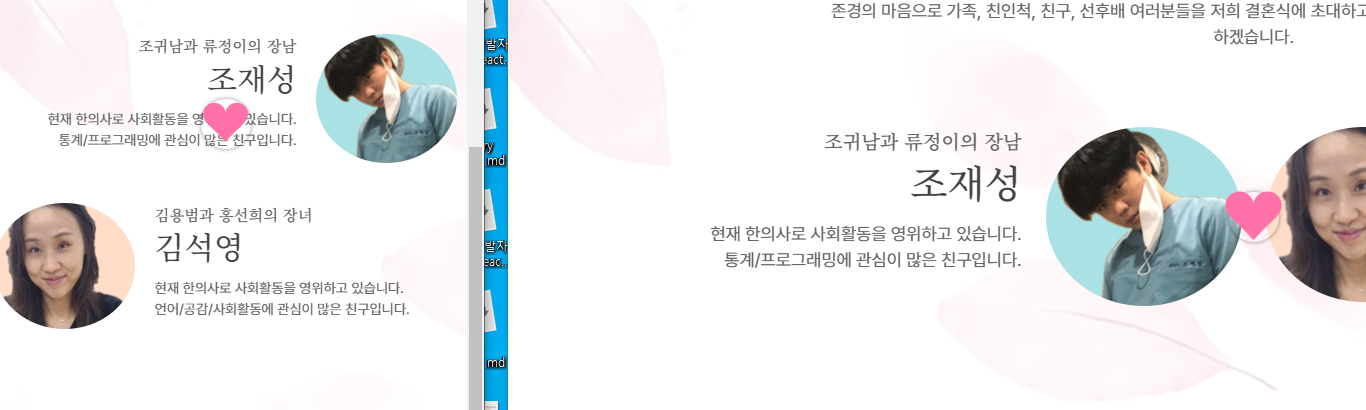 조귀남과 류정이의 장남
조재성
현재 한의사로 사회활동을 영 있습니다.
통계/프로그래밍에 관심이 많은 친구입니다.
김용범과 홍선희의 장녀
김석영
현재 한의사로 사회활동을 영위하고 있습니다.
언어/공감/사회활동에 관심이 많은 친구입니다.
발자
eact..
ry
.md
발자
eac..
.md
존경의 마음으로 가족, 친인척, 친구, 선후배 여러분들을 저희 결혼식에 초대하고
하겠습니다.
조귀남과 류정이의 장남
조재성
현재 한의사로 사회활동을 영위하고 있습니다.
통계/프로그래밍에 관심이 많은 친구입니다.